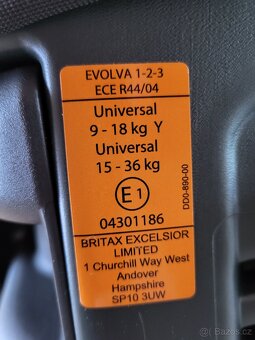 EVOLVA 1-2-3
ECE R44/04
Universal
9 - 18 kg Y
Universal
15 - 36 kg
E1
04301186
DD0-890-00
BRITAX EXCELSIOR
LIMITED
1 Churchill Way West
Andover
Hampshire
SP10 3UW
Sbazoš.cz